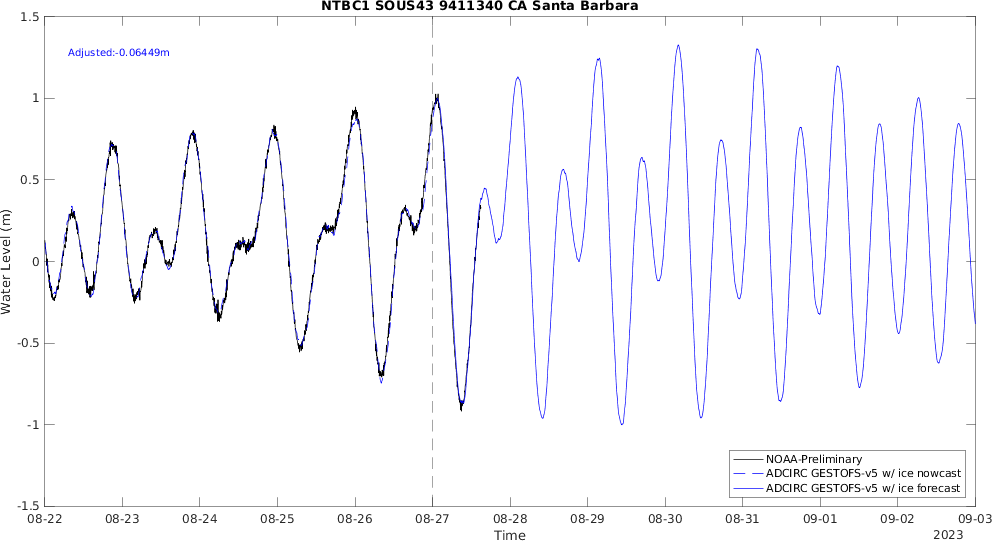 NTBC1 SOUS43 9411340 CA Santa Barbara
Adjusted:-0.06449m
1.5
1
0.5
0
-0.5
-1
-1.5
Water Level (m)
NOAA-Preliminary
ADCIRC GESTOFS-v5 w/ ice nowcast
ADCIRC GESTOFS-v5 w/ ice forecast
08-22 08-23 08-24 08-25 08-26 08-27 08-28 08-29 08-30 08-31 09-01 09-02 09-03
Time
2023